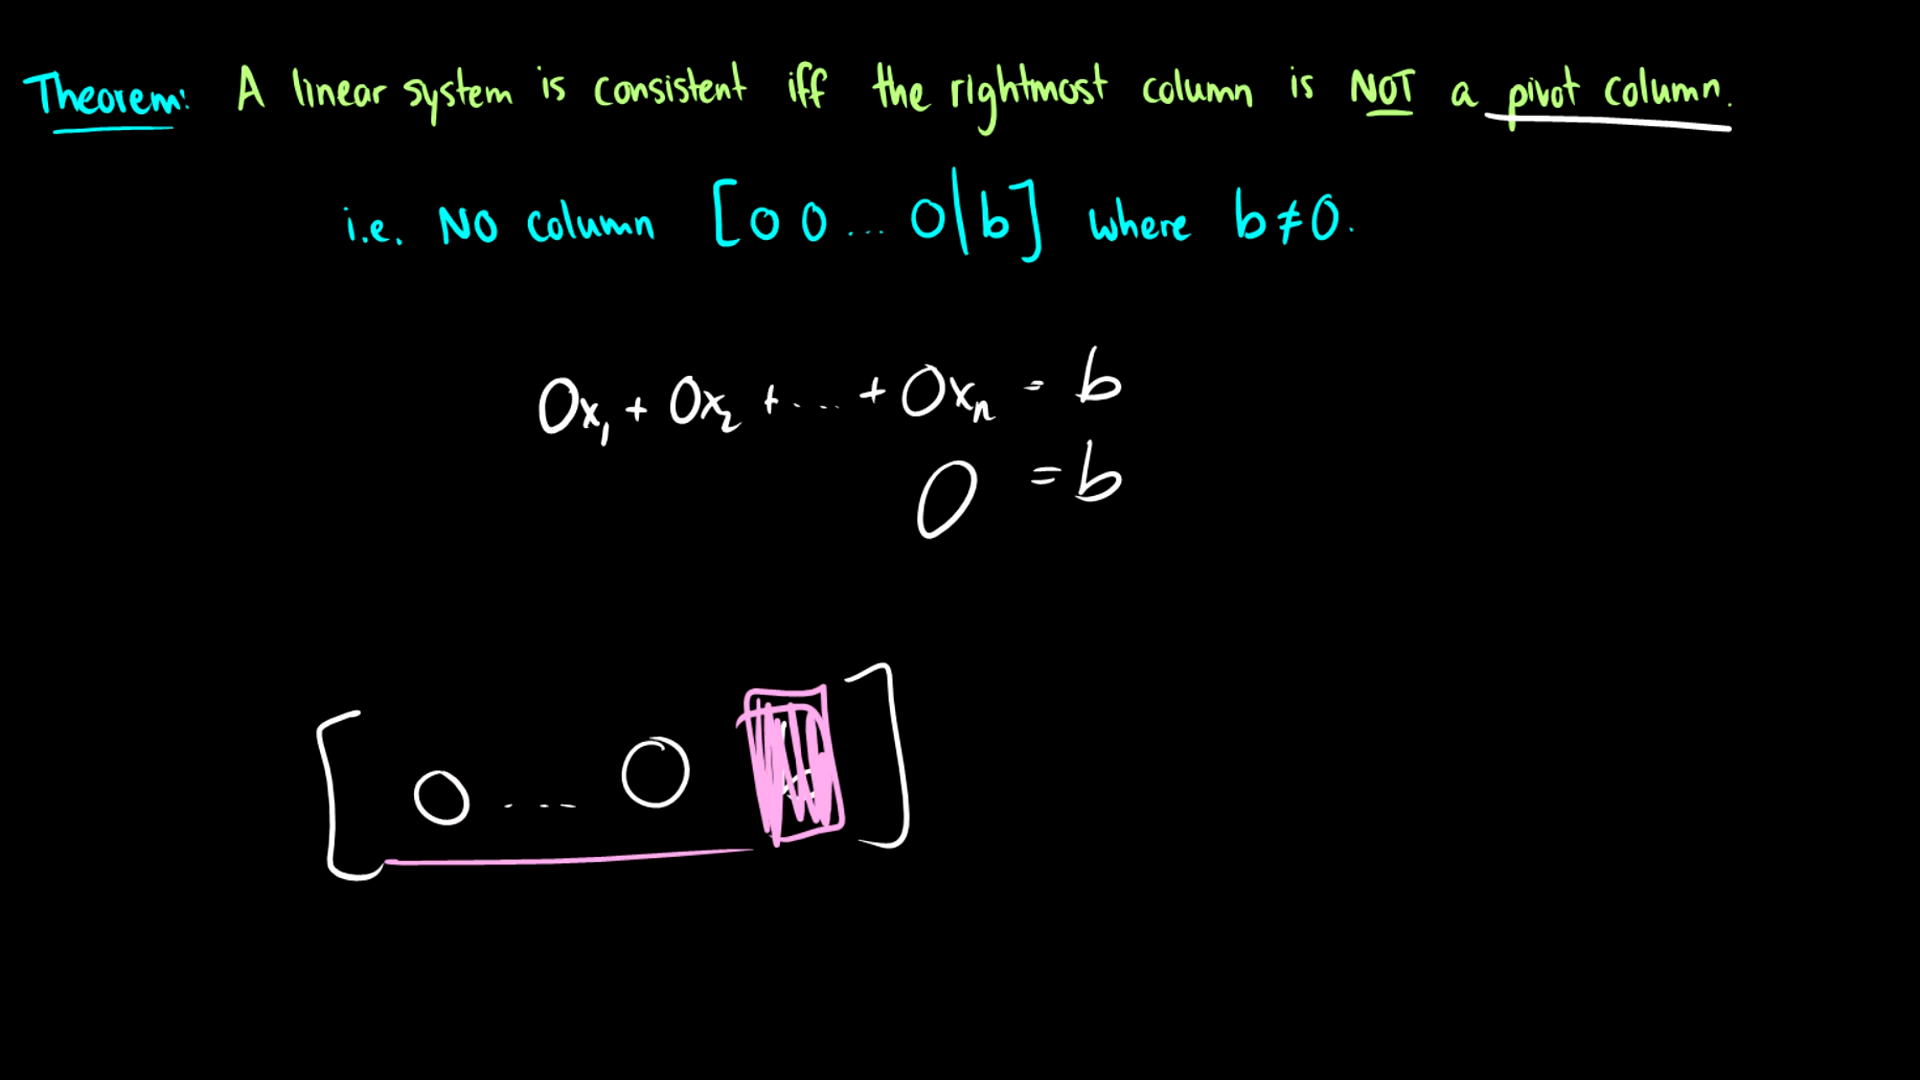 Theorem: A linear system is consistent iff the rightmost column is NOT a pivot column.
i.e. NO column [0 0 ... 0|b] where b≠0.
0x₁ + 0x₂ + ... + 0xₙ = b
0 = b
[0 ... 0 ]